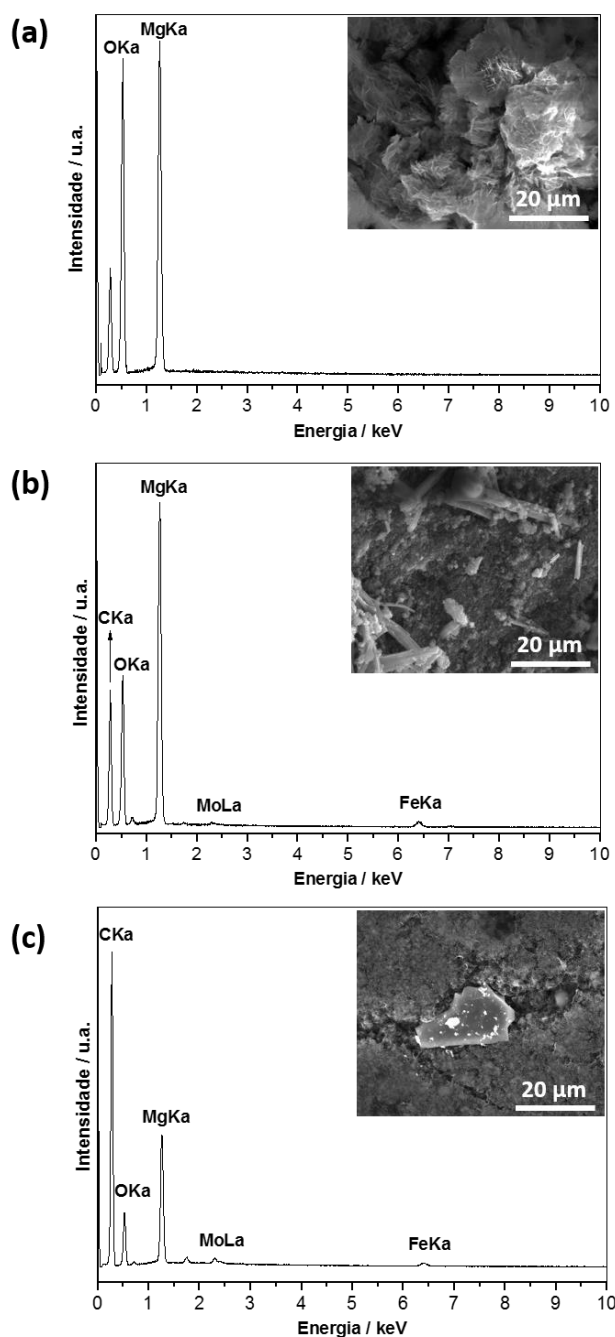 (a)
MgKa
OKa
Intensidade / u.a.
20 µm
0 1 2 3 4 5 6 7 8 9 10
Energia / keV
(b)
MgKa
CKa
OKa
Intensidade / u.a.
MoLa
FeKa
20 µm
0 1 2 3 4 5 6 7 8 9 10
Energia / keV
(c)
CKa
MgKa
OKa
Intensidade / u.a.
MoLa
FeKa
20 µm
0 1 2 3 4 5 6 7 8 9 10
Energia / keV